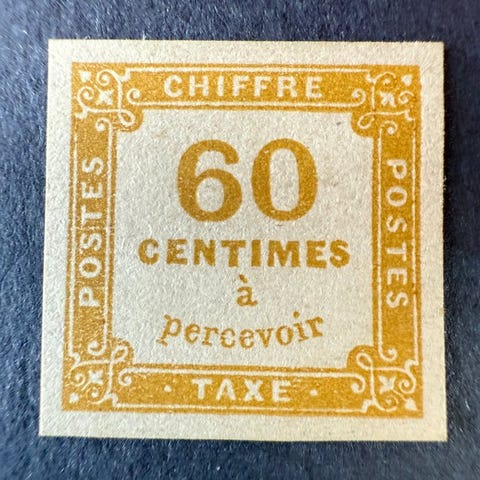 CHIFFRE
POSTES
60
CENTIMES
à
percevoir
POSTES
· TAXE ·